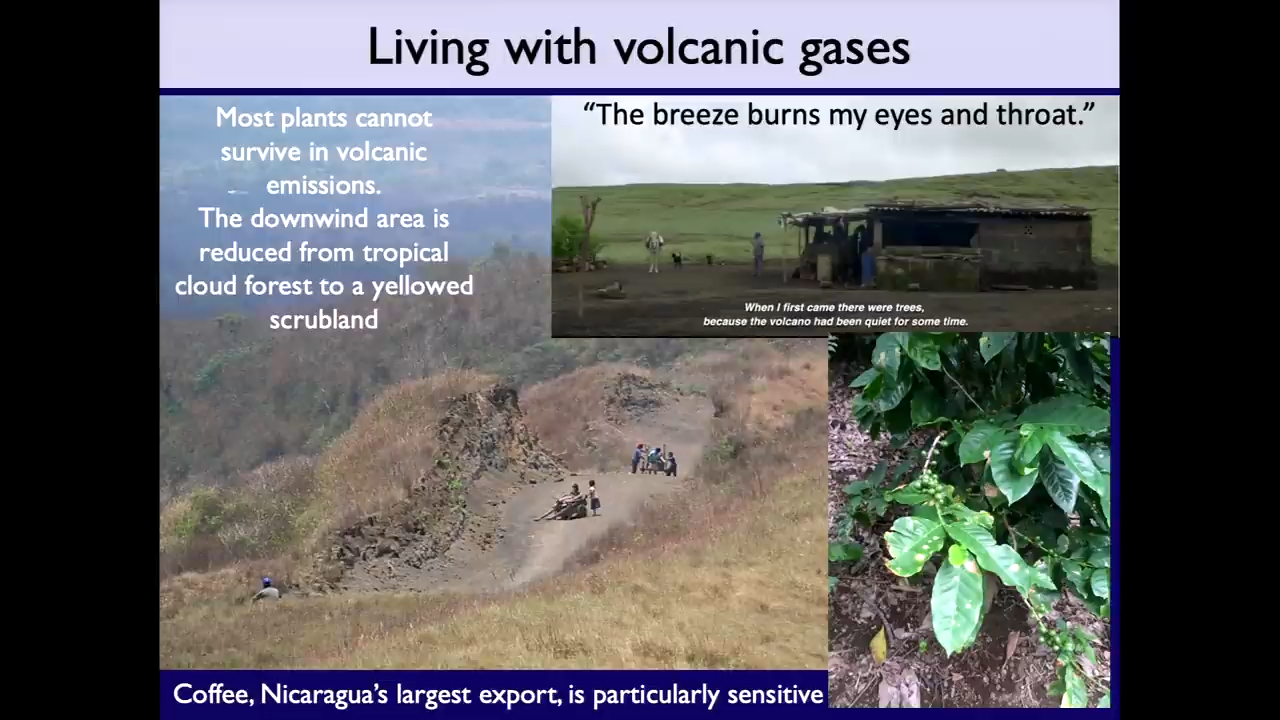 Living with volcanic gases
Most plants cannot
survive in volcanic
emissions.
The downwind area is
reduced from tropical
cloud forest to a yellowed
scrubland
“The breeze burns my eyes and throat.”
When I first came there were trees,
because the volcano had been quiet for some time.
Coffee, Nicaragua’s largest export, is particularly sensitive